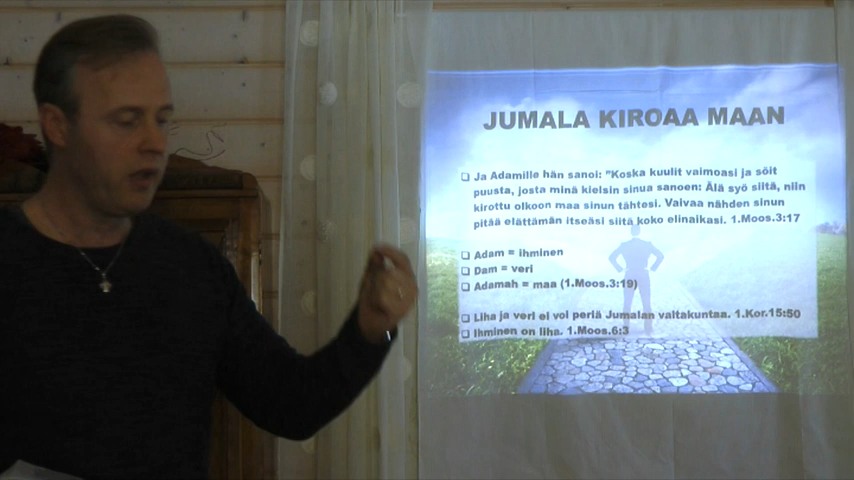 JUMALA KIROAA MAAN
❑ Ja Adamille hän sanoi: "Koska kuulit vaimoasi ja söit
puusta, josta minä kielsin sinua sanoen: Älä syö siitä, niin
kirottu olkoon maa sinun tähtesi. Vaivaa nähden sinun
pitää elättämän itseäsi siitä koko elinaikasi. 1.Moos.3:17
❑ Adam = ihminen
❑ Dam = veri
❑ Adamah = maa (1.Moos.3:19)
❑ Liha ja veri ei voi periä Jumalan valtakuntaa. 1.Kor.15:50
❑ Ihminen on liha. 1.Moos.6:3